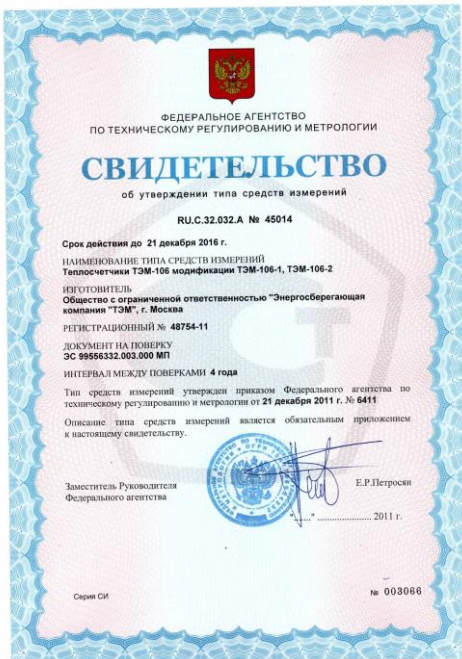 ФЕДЕРАЛЬНОЕ АГЕНТСТВО
ПО ТЕХНИЧЕСКОМУ РЕГУЛИРОВАНИЮ И МЕТРОЛОГИИ
СВИДЕТЕЛЬСТВО
об утверждении типа средств измерений
RU.C.32.032.A № 45014
Срок действия до 21 декабря 2016 г.
НАИМЕНОВАНИЕ ТИПА СРЕДСТВ ИЗМЕРЕНИЙ
Теплосчетчики ТЭМ-106 модификации ТЭМ-106-1, ТЭМ-106-2
ИЗГОТОВИТЕЛЬ
Общество с ограниченной ответственностью "Энергосберегающая
компания "ТЭМ", г. Москва
РЕГИСТРАЦИОННЫЙ № 48754-11
ДОКУМЕНТ НА ПОВЕРКУ
ЭС 99556332.003.000 МП
ИНТЕРВАЛ МЕЖДУ ПОВЕРКАМИ 4 года
Тип средств измерений утвержден приказом Федерального агентства по
техническому регулированию и метрологии от 21 декабря 2011 г. № 6411
Описание типа средств измерений является обязательным приложением
к настоящему свидетельству.
Заместитель Руководителя
Федерального агентства
Е.Р.Петросян
"......" ..................... 2011 г.
Серия СИ
№ 003066